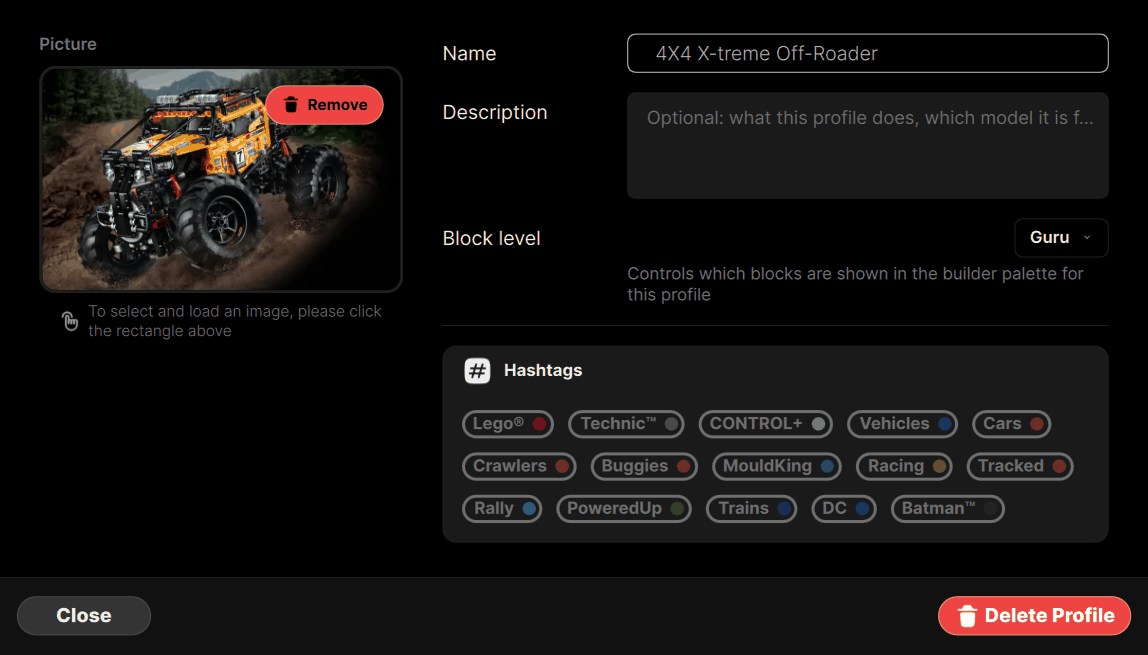 Picture
Remove
7
To select and load an image, please click
the rectangle above
Name
4X4 X-treme Off-Roader
Description
Optional: what this profile does, which model it is f...
Block level
Guru
Controls which blocks are shown in the builder palette for
this profile
# Hashtags
Lego® Technic™ CONTROL+ Vehicles Cars
Crawlers Buggies MouldKing Racing Tracked
Rally PoweredUp Trains DC Batman™
Close
Delete Profile